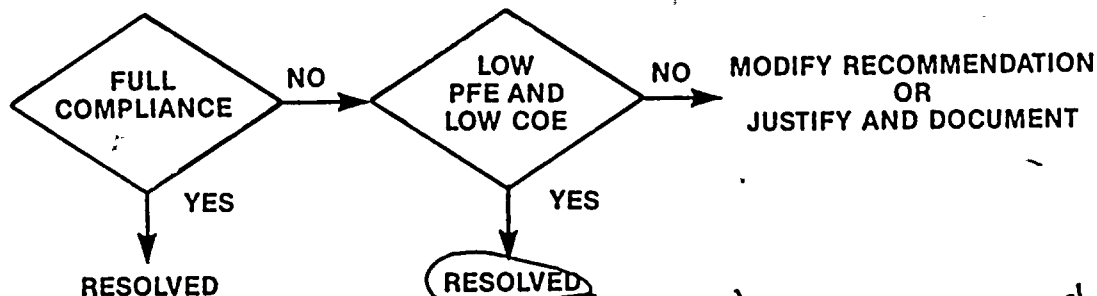 FULL
COMPLIANCE
NO
YES
RESOLVED
LOW
PFE AND
LOW COE
NO
YES
RESOLVED
MODIFY RECOMMENDATION
OR
JUSTIFY AND DOCUMENT